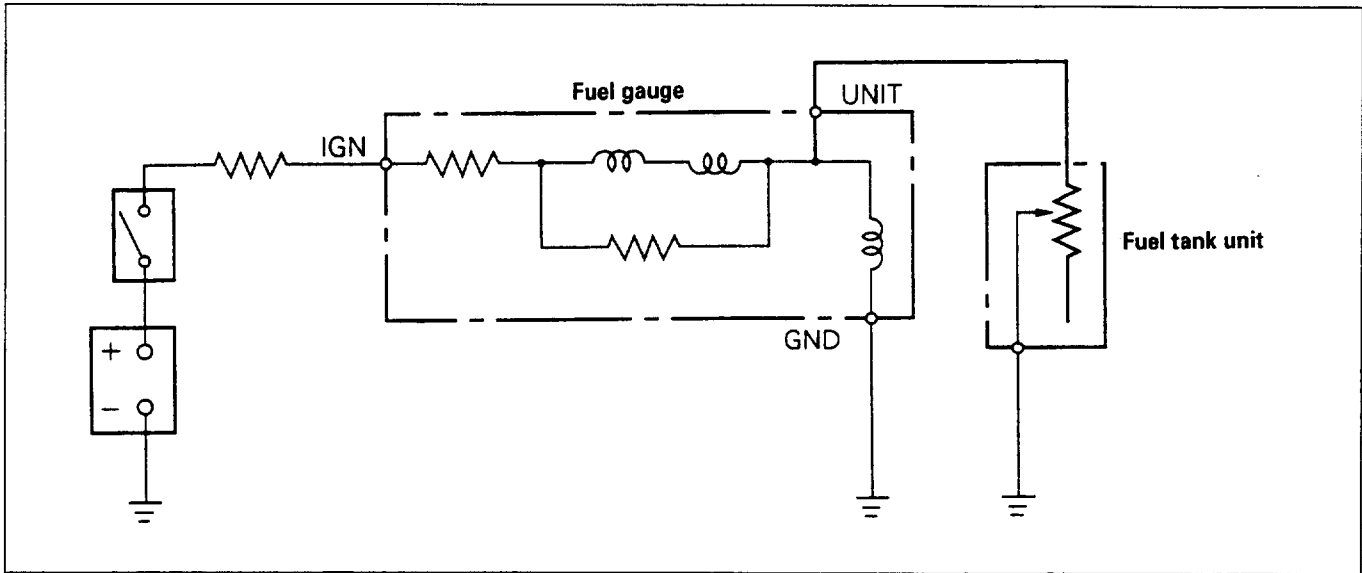 Fuel gauge
UNIT
IGN
Fuel tank unit
GND
+
−